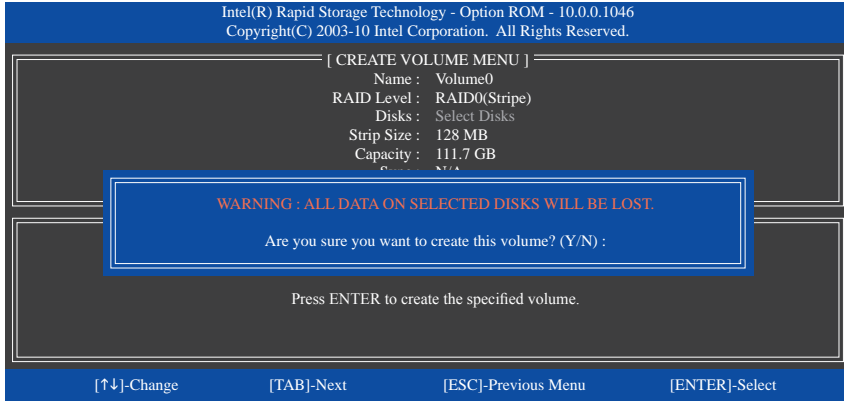 Intel(R) Rapid Storage Technology - Option ROM - 10.0.0.1046
Copyright(C) 2003-10 Intel Corporation. All Rights Reserved.
[ CREATE VOLUME MENU ]
Name : Volume0
RAID Level : RAID0(Stripe)
Disks : Select Disks
Strip Size : 128 MB
Capacity : 111.7 GB
N/A
WARNING : ALL DATA ON SELECTED DISKS WILL BE LOST.
Are you sure you want to create this volume? (Y/N) :
Press ENTER to create the specified volume.
[↑↓]-Change [TAB]-Next [ESC]-Previous Menu [ENTER]-Select